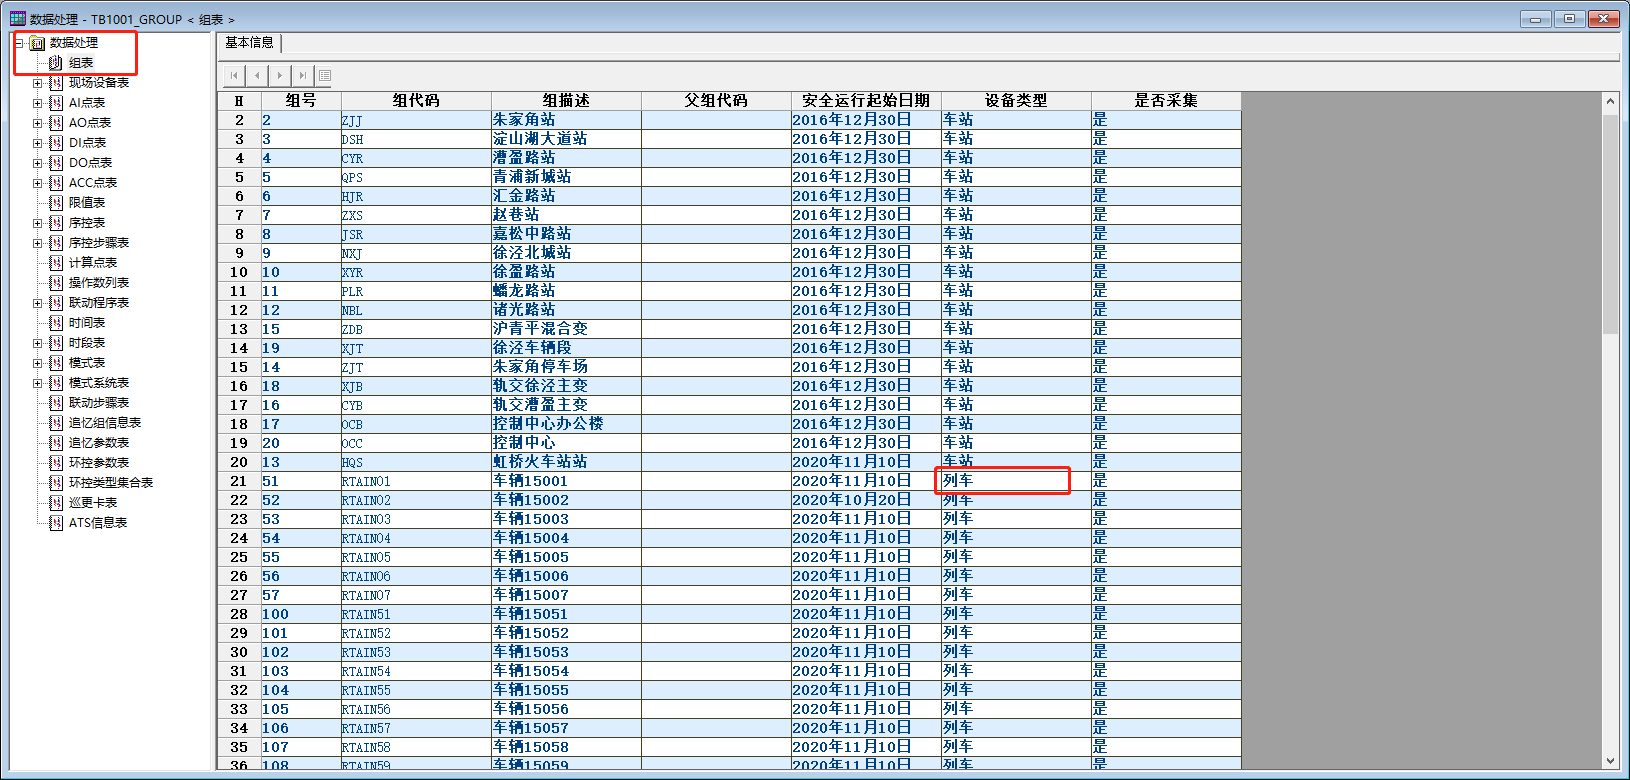 数据处理 - TB1001_GROUP < 组表 >
数据处理
组表
现场设备表
AI点表
AO点表
DI点表
DO点表
ACC点表
限值表
序控表
序控步骤表
计算点表
操作数列表
联动程序表
时间表
时段表
模式表
模式系统表
联动步骤表
追忆组信息表
追忆参数表
环控参数表
环控类型集合表
巡更卡表
ATS信息表
基本信息
H 组号 组代码 组描述 父组代码 安全运行起始日期 设备类型 是否采集
2 2 ZJJ 朱家角站 2016年12月30日 车站 是
3 3 DSH 淀山湖大道站 2016年12月30日 车站 是
4 4 CYR 漕盈路站 2016年12月30日 车站 是
5 5 QPS 青浦新城站 2016年12月30日 车站 是
6 6 HJR 汇金路站 2016年12月30日 车站 是
7 7 ZXS 赵巷站 2016年12月30日 车站 是
8 8 JSR 嘉松中路站 2016年12月30日 车站 是
9 9 NXJ 徐泾北城站 2016年12月30日 车站 是
10 10 XYR 徐盈路站 2016年12月30日 车站 是
11 11 PLR 蟠龙路站 2016年12月30日 车站 是
12 12 NBL 诸光路站 2016年12月30日 车站 是
13 15 ZDB 沪青平混合变 2016年12月30日 车站 是
14 19 XJT 徐泾车辆段 2016年12月30日 车站 是
15 14 ZJT 朱家角停车场 2016年12月30日 车站 是
16 18 XJB 轨交徐泾主变 2016年12月30日 车站 是
17 16 CYB 轨交漕盈主变 2016年12月30日 车站 是
18 17 OCB 控制中心办公楼 2016年12月30日 车站 是
19 20 OCC 控制中心 2016年12月30日 车站 是
20 13 HQS 虹桥火车站站 2020年11月10日 车站 是
21 51 RTAIN01 车辆15001 2020年11月10日 列车 是
22 52 RTAIN02 车辆15002 2020年10月20日 列车 是
23 53 RTAIN03 车辆15003 2020年11月10日 列车 是
24 54 RTAIN04 车辆15004 2020年11月10日 列车 是
25 55 RTAIN05 车辆15005 2020年11月10日 列车 是
26 56 RTAIN06 车辆15006 2020年11月10日 列车 是
27 57 RTAIN07 车辆15007 2020年11月10日 列车 是
28 100 RTAIN51 车辆15051 2020年11月10日 列车 是
29 101 RTAIN52 车辆15052 2020年11月10日 列车 是
30 102 RTAIN53 车辆15053 2020年11月10日 列车 是
31 103 RTAIN54 车辆15054 2020年11月10日 列车 是
32 104 RTAIN55 车辆15055 2020年11月10日 列车 是
33 105 RTAIN56 车辆15056 2020年11月10日 列车 是
34 106 RTAIN57 车辆15057 2020年11月10日 列车 是
35 107 RTAIN58 车辆15058 2020年11月10日 列车 是
36 108 RTAIN59 车辆15059 2020年11月10日 列车 是